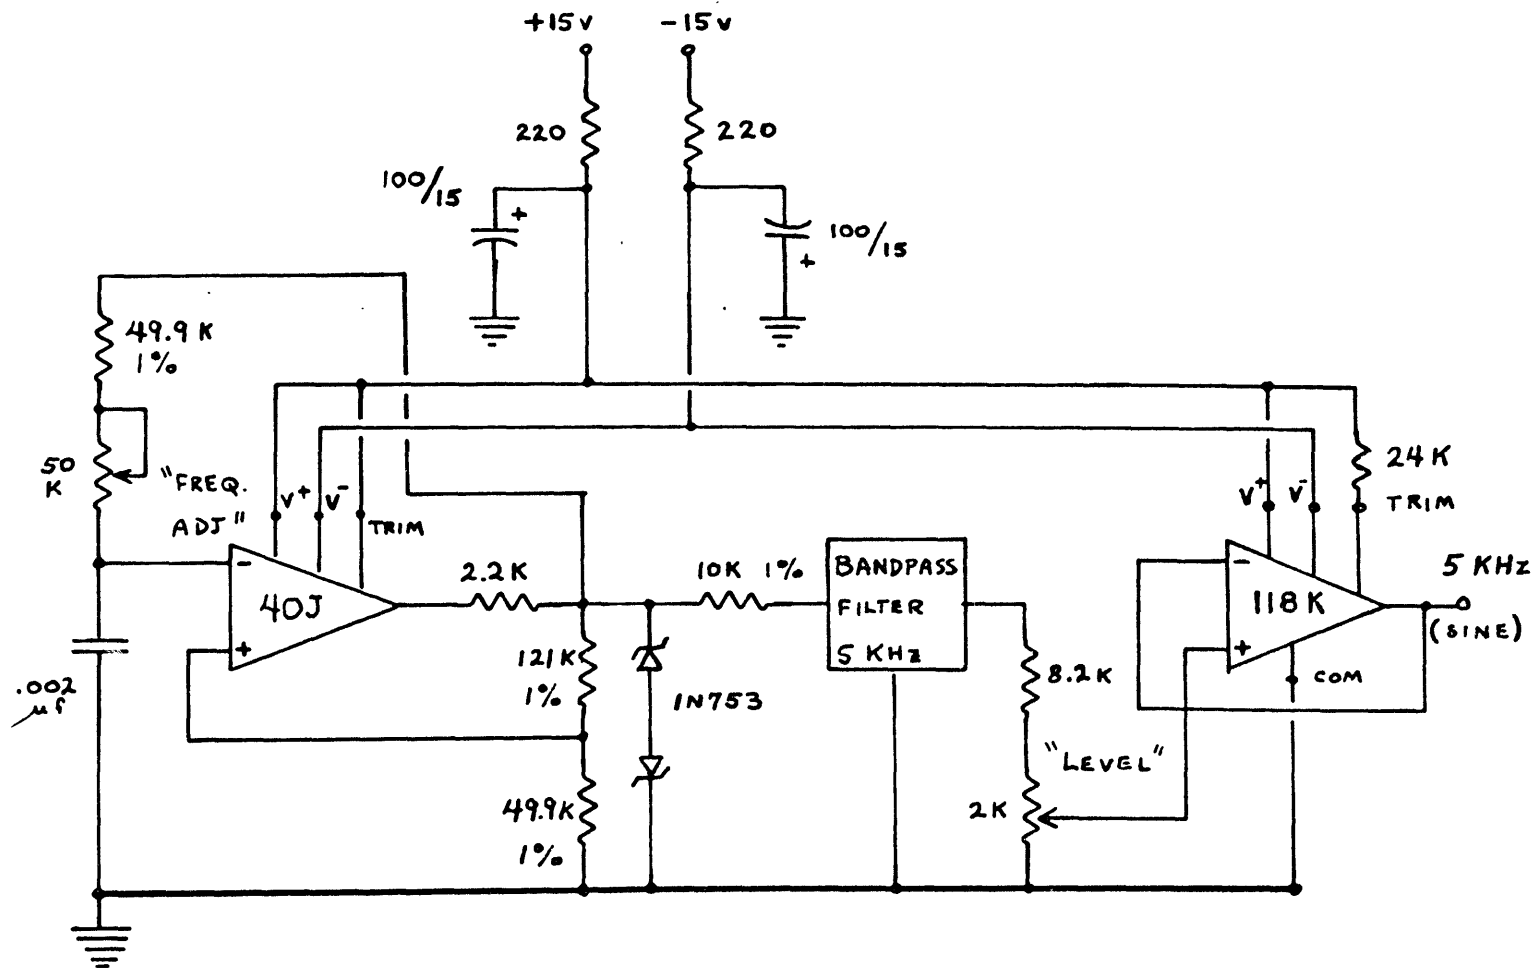 +15v
-15v
220
220
100/15
100/15
+
+
49.9K
1%
50
K
"FREQ.
ADJ"
V+
V-
TRIM
-
40J
+
.002
μf
2.2K
121K
1%
49.9K
1%
1N753
10K 1%
BANDPASS
FILTER
5 KHz
8.2K
"LEVEL"
2K
V+
V-
24K
TRIM
-
118K
+
COM
5 KHz
(SINE)